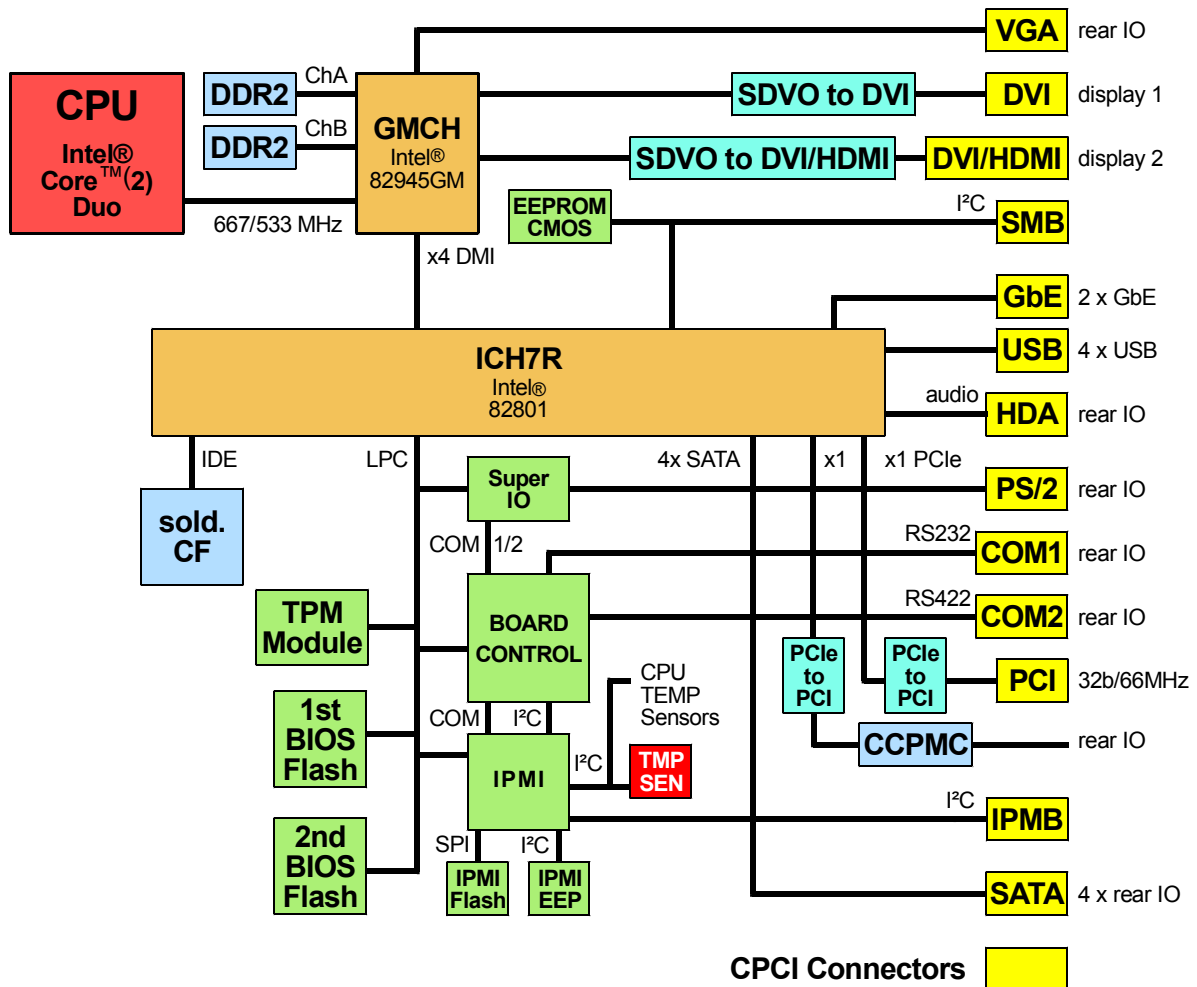 VGA rear IO
CPU
Intel®
Core™(2)
Duo
DDR2 ChA
DDR2 ChB
GMCH
Intel®
82945GM
SDVO to DVI DVI display 1
SDVO to DVI/HDMI DVI/HDMI display 2
667/533 MHz
EEPROM
CMOS
I²C
SMB
x4 DMI
GbE 2 x GbE
USB 4 x USB
ICH7R
Intel®
82801
audio
HDA rear IO
IDE LPC 4x SATA x1 x1 PCIe
sold.
CF
Super
IO
PS/2 rear IO
COM 1/2
RS232
COM1 rear IO
TPM
Module
BOARD
CONTROL
RS422
COM2 rear IO
PCIe
to
PCI
PCIe
to
PCI
PCI 32b/66MHz
CPU
TEMP
Sensors
COM I²C
1st
BIOS
Flash
CCPMC rear IO
IPMI
I²C
TMP
SEN
I²C
IPMB
2nd
BIOS
Flash
SPI I²C
IPMI
Flash
IPMI
EEP
SATA 4 x rear IO
CPCI Connectors